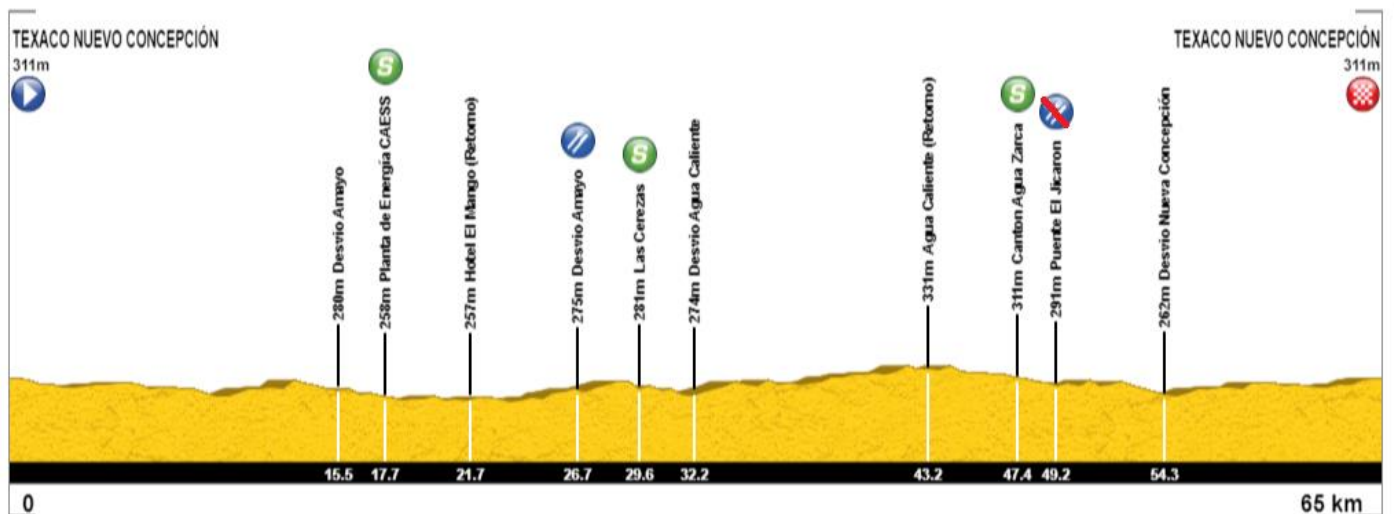 TEXACO NUEVO CONCEPCIÓN
311m
TEXACO NUEVO CONCEPCIÓN
311m
280m Desvio Amayo
S
258m Planta de Energía CAESS
257m Hotel El Mango (Retorno)
275m Desvio Amayo
S
281m Las Cerezas
274m Desvio Agua Caliente
331m Agua Caliente (Retorno)
S
311m Canton Agua Zarca
291m Puente El Jicaron
262m Desvio Nueva Concepción
15.5 17.7 21.7 26.7 29.6 32.2 43.2 47.4 49.2 54.3
0 65 km